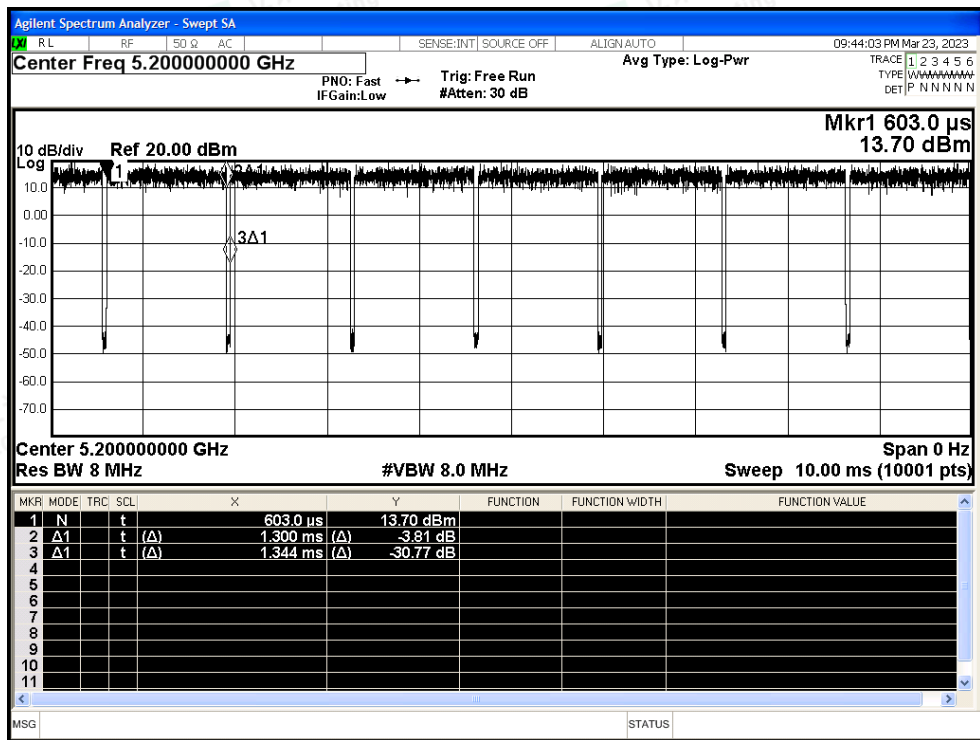 Agilent Spectrum Analyzer - Swept SA
LXI RL RF 50 Ω AC SENSE:INT SOURCE OFF ALIGN AUTO 09:44:03 PM Mar 23, 2023
Center Freq 5.200000000 GHz Avg Type: Log-Pwr TRACE 1 2 3 4 5 6
PNO: Fast Trig: Free Run TYPE
IFGain:Low #Atten: 30 dB DET P N N N N N
Mkr1 603.0 µs
10 dB/div Ref 20.00 dBm 13.70 dBm
Log
1 2Δ1
10.0
0.00
-10.0 3Δ1
-20.0
-30.0
-40.0
-50.0
-60.0
-70.0
Center 5.200000000 GHz Span 0 Hz
Res BW 8 MHz #VBW 8.0 MHz Sweep 10.00 ms (10001 pts)
MKR MODE TRC SCL X Y FUNCTION FUNCTION WIDTH FUNCTION VALUE
1 N t 603.0 µs 13.70 dBm
2 Δ1 t (Δ) 1.300 ms (Δ) -3.81 dB
3 Δ1 t (Δ) 1.344 ms (Δ) -30.77 dB
4
5
6
7
8
9
10
11
MSG STATUS